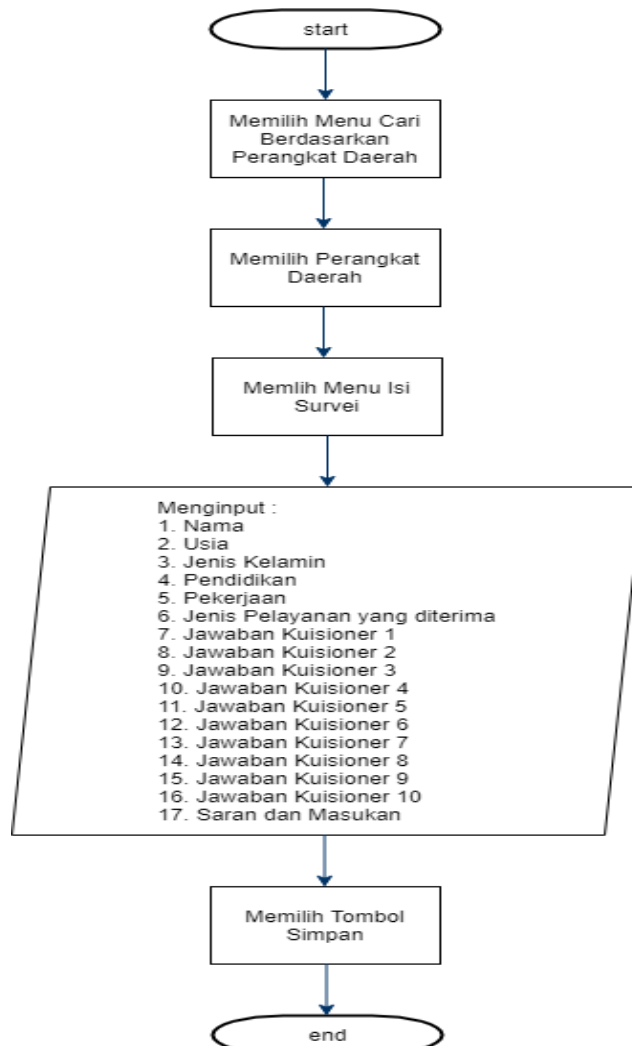 start
Memilih Menu Cari
Berdasarkan
Perangkat Daerah
Memilih Perangkat
Daerah
Memlih Menu Isi
Survei
Menginput :
1. Nama
2. Usia
3. Jenis Kelamin
4. Pendidikan
5. Pekerjaan
6. Jenis Pelayanan yang diterima
7. Jawaban Kuisioner 1
8. Jawaban Kuisioner 2
9. Jawaban Kuisioner 3
10. Jawaban Kuisioner 4
11. Jawaban Kuisioner 5
12. Jawaban Kuisioner 6
13. Jawaban Kuisioner 7
14. Jawaban Kuisioner 8
15. Jawaban Kuisioner 9
16. Jawaban Kuisioner 10
17. Saran dan Masukan
Memilih Tombol
Simpan
end